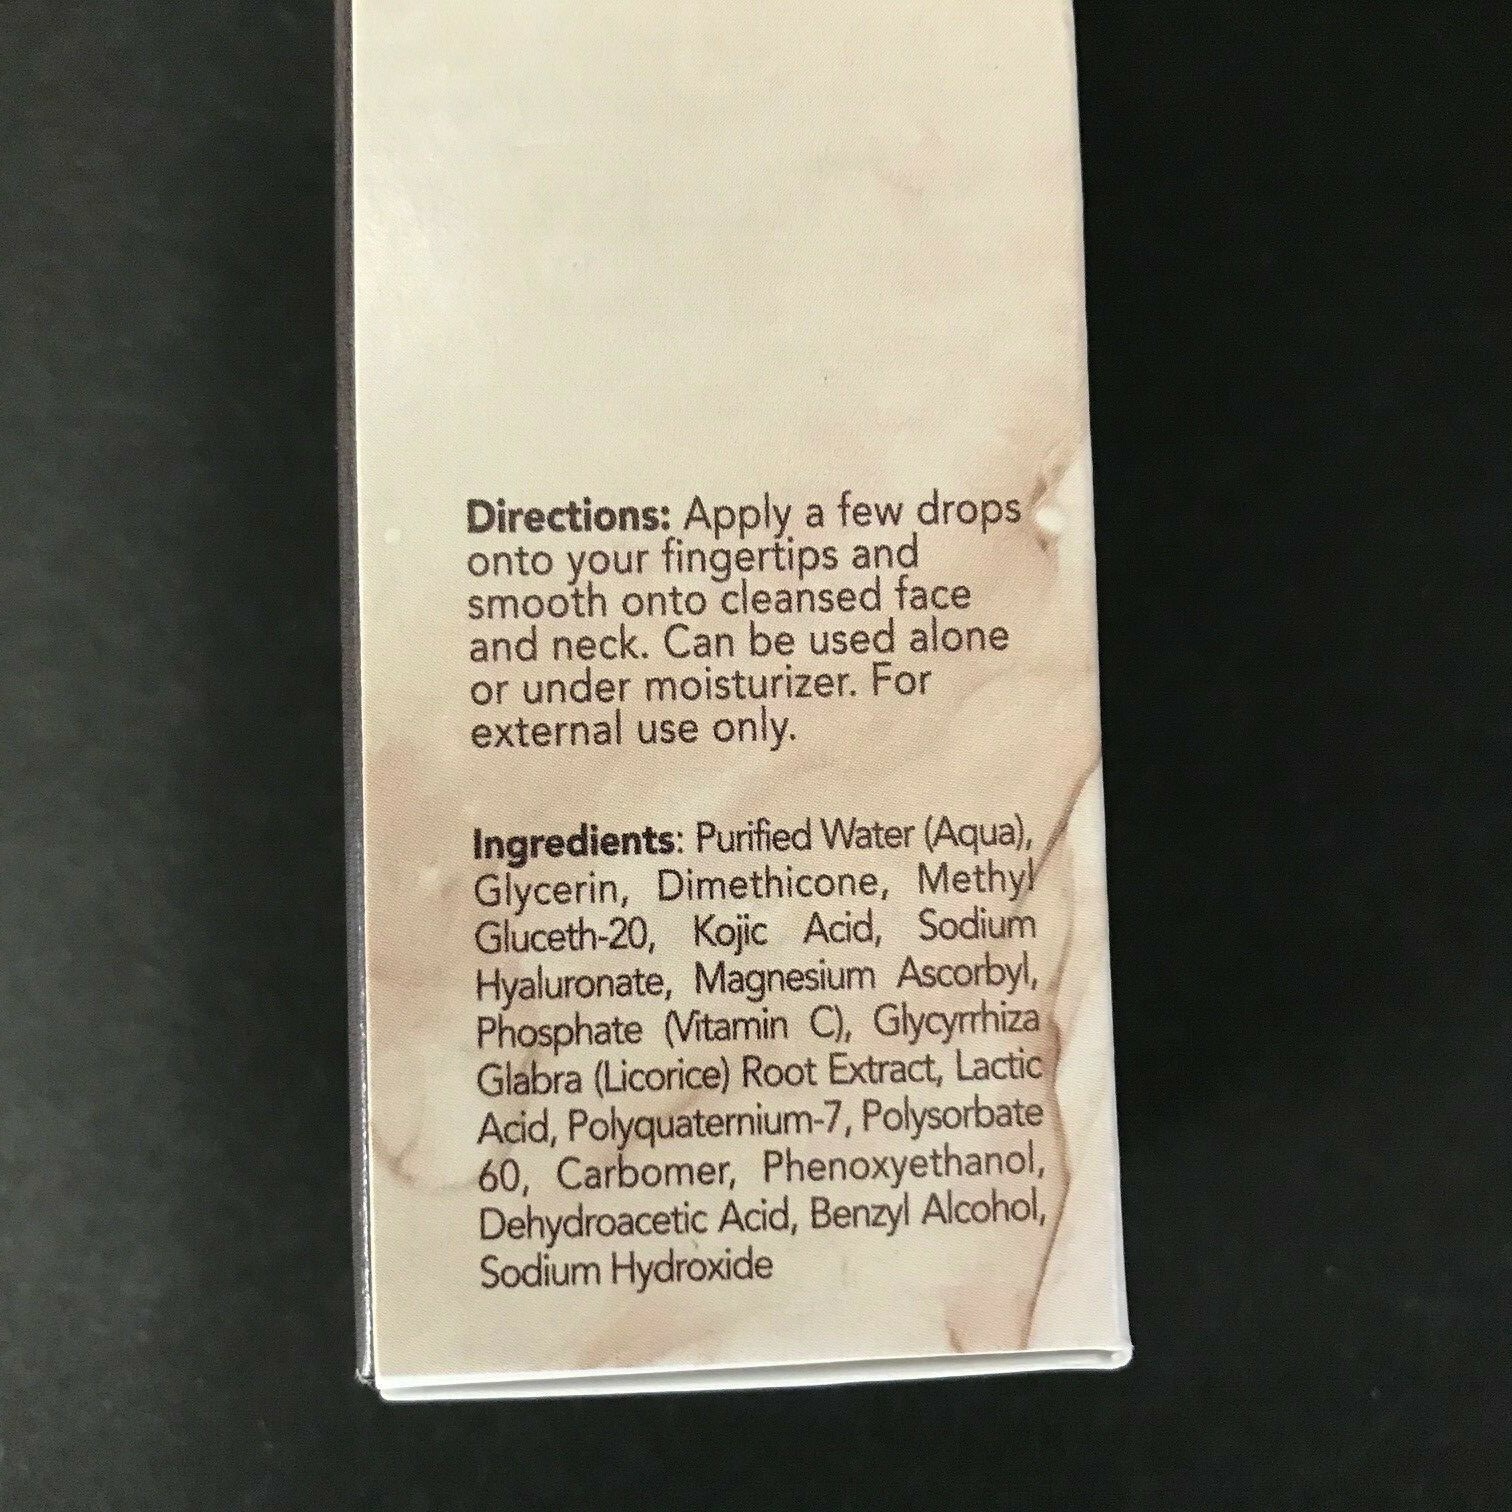 Directions: Apply a few drops
onto your fingertips and
smooth onto cleansed face
and neck. Can be used alone
or under moisturizer. For
external use only.
Ingredients: Purified Water (Aqua),
Glycerin, Dimethicone, Methyl
Gluceth-20, Kojic Acid, Sodium
Hyaluronate, Magnesium Ascorbyl,
Phosphate (Vitamin C), Glycyrrhiza
Glabra (Licorice) Root Extract, Lactic
Acid, Polyquaternium-7, Polysorbate
60, Carbomer, Phenoxyethanol,
Dehydroacetic Acid, Benzyl Alcohol,
Sodium Hydroxide